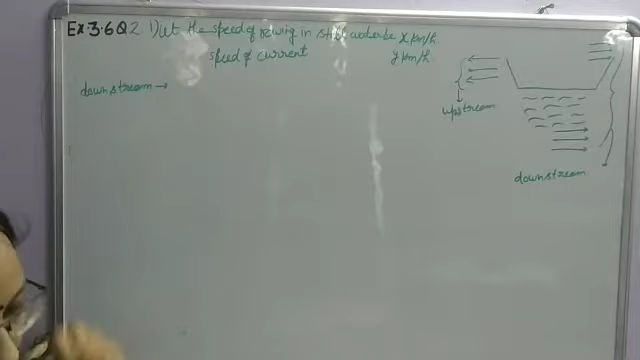 Ex 3.6 Q 2. 1) Let the speed of rowing in still water be x km/h.
speed of current y km/h.
downstream →
upstream
downstream